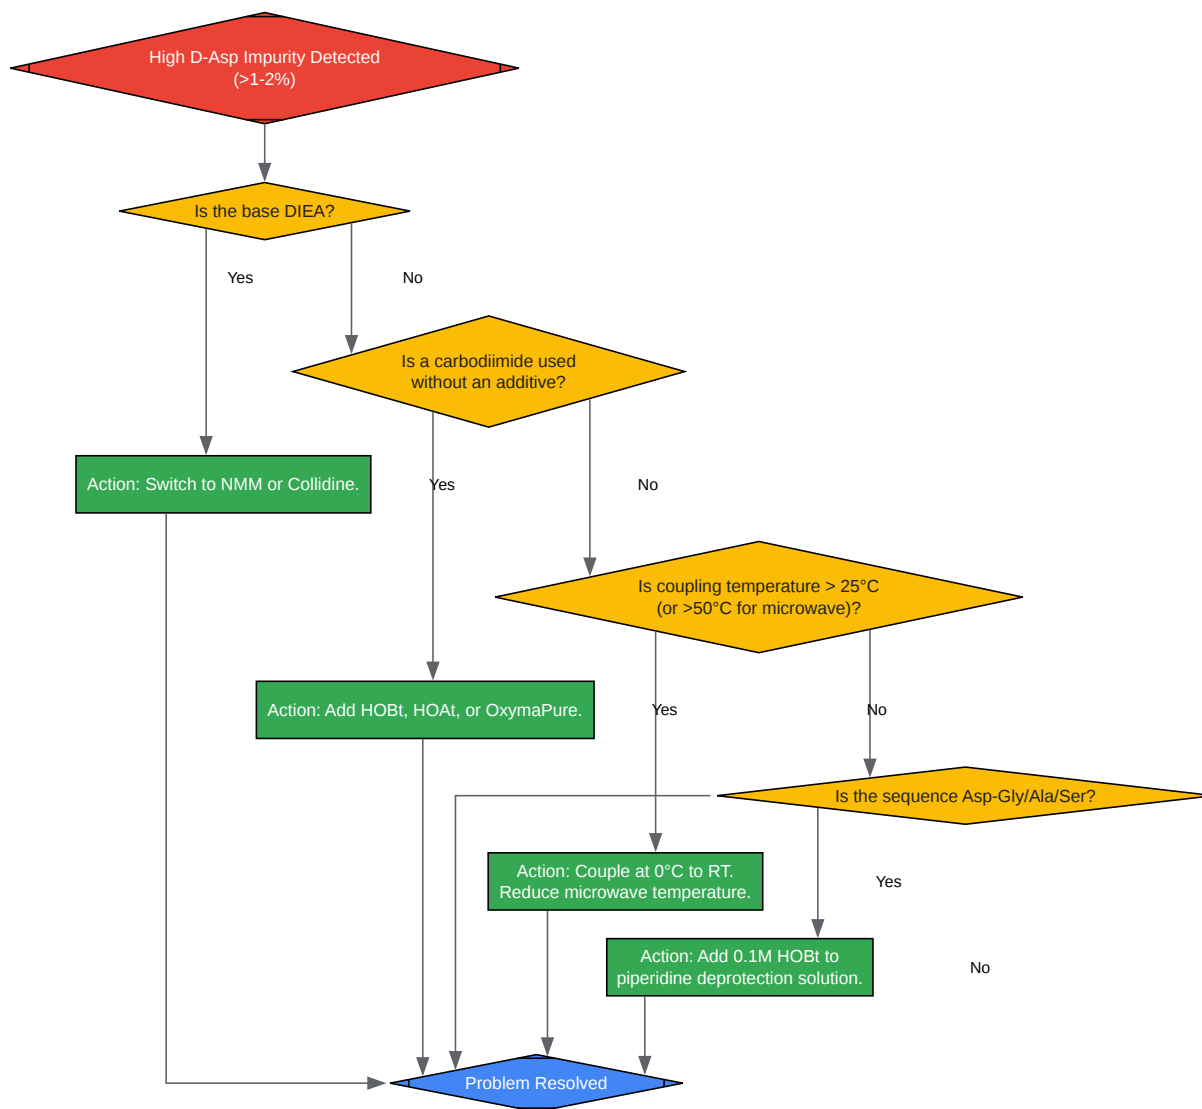 High D-Asp Impurity Detected
(>1-2%)
Is the base DIEA?
Yes
No
Is a carbodiimide used
without an additive?
Action: Switch to NMM or Collidine.
Yes
No
Is coupling temperature > 25°C
(or >50°C for microwave)?
Action: Add HOBt, HOAt, or OxymaPure.
Yes
No
Is the sequence Asp-Gly/Ala/Ser?
Action: Couple at 0°C to RT.
Reduce microwave temperature.
Yes
Action: Add 0.1M HOBt to
piperidine deprotection solution.
No
Problem Resolved